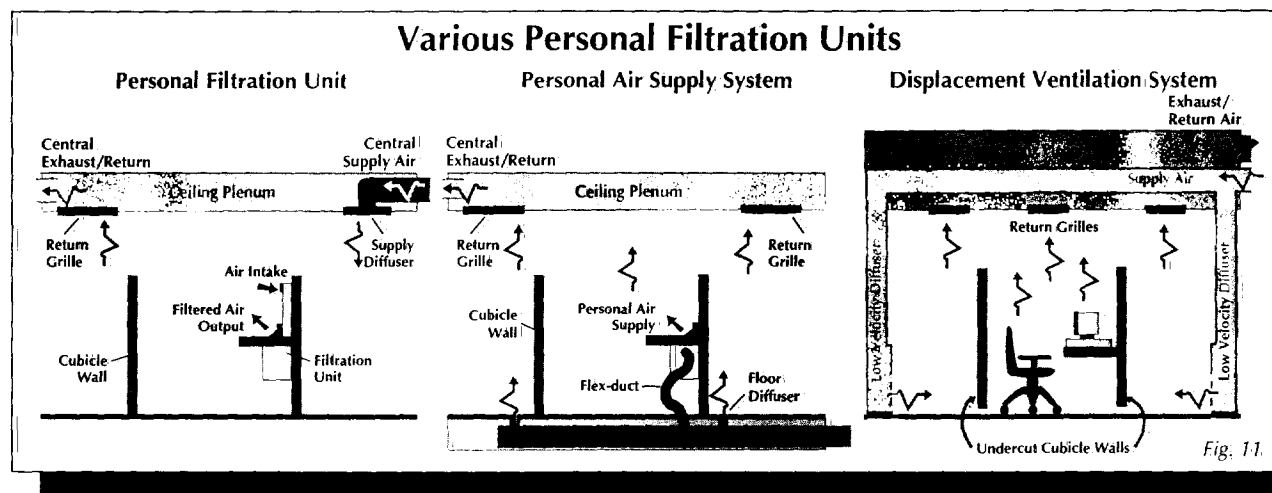 Various Personal Filtration Units
Personal Filtration Unit
Central
Exhaust/Return
Central
Supply Air
Ceiling Plenum
Return
Grille
Supply
Diffuser
Air Intake
Filtered Air
Output
Cubicle
Wall
Filtration
Unit
Personal Air Supply System
Central
Exhaust/Return
Ceiling Plenum
Return
Grille
Return
Grille
Cubicle
Wall
Personal Air
Supply
Flex-duct
Floor
Diffuser
Displacement Ventilation System
Exhaust/
Return Air
Supply Air
Return Grilles
Low Velocity Diffuser
Low Velocity Diffuser
Undercut Cubicle Walls
Fig. 11.